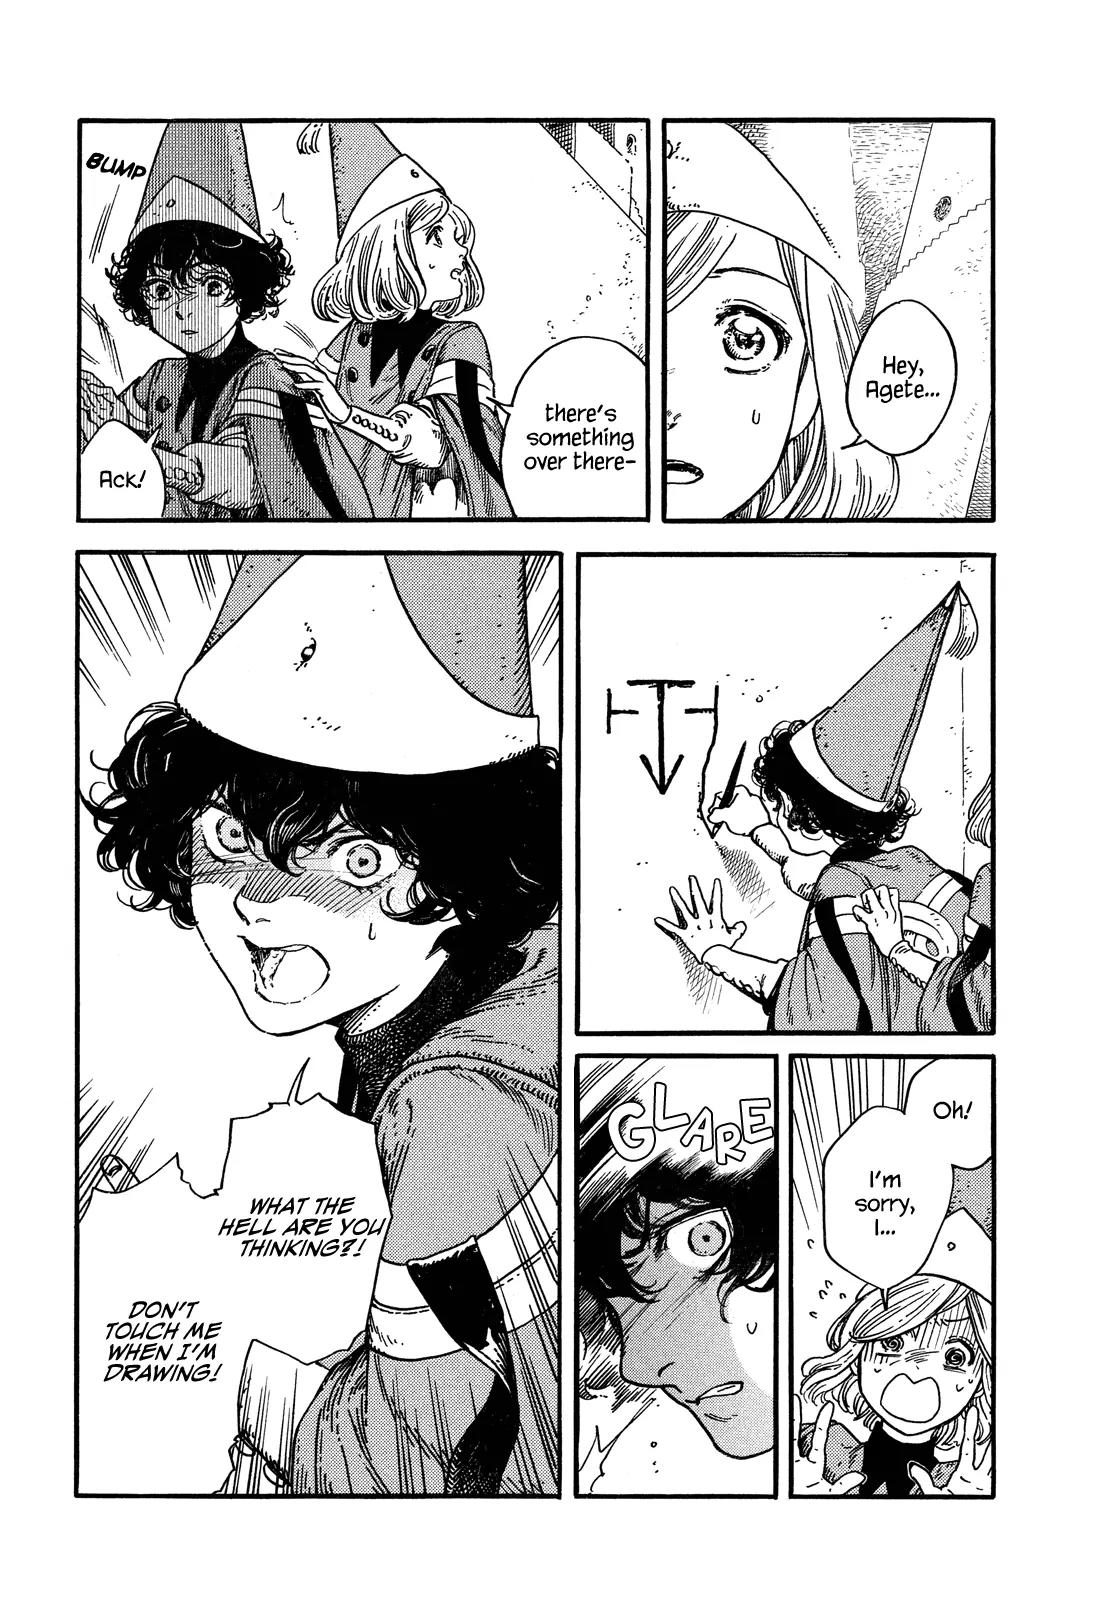 Hey,
Agete...
there's
something
over there-
BUMP
Ack!
Oh!
I'm
sorry,
I...
GLARE
WHAT THE
HELL ARE YOU
THINKING?!
DON'T
TOUCH ME
WHEN I'M
DRAWING!